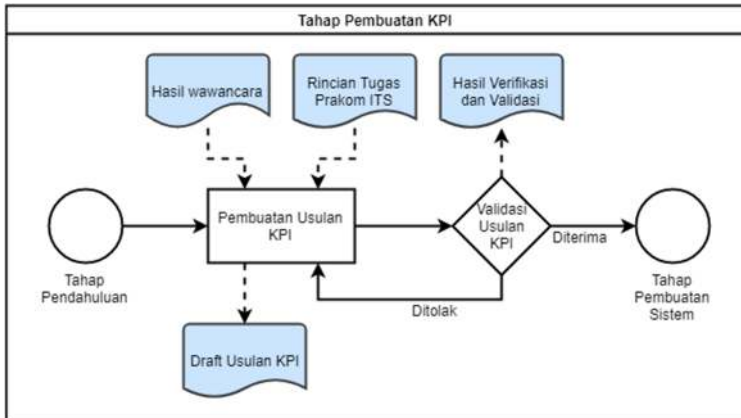 Tahap Pembuatan KPI
Hasil wawancara
Rincian Tugas
Prakom ITS
Hasil Verifikasi
dan Validasi
Pembuatan Usulan
KPI
Validasi
Usulan
KPI
Diterima
Tahap
Pendahuluan
Tahap
Pembuatan
Sistem
Ditolak
Draft Usulan KPI